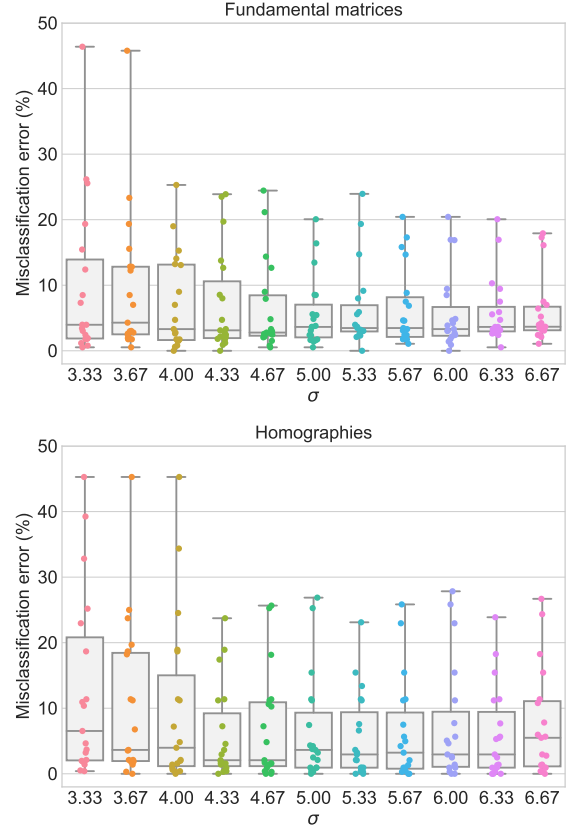 Fundamental matrices
50
40
30
20
10
0
Misclassification error (%)
3.33 3.67 4.00 4.33 4.67 5.00 5.33 5.67 6.00 6.33 6.67
σ
Homographies
50
40
30
20
10
0
Misclassification error (%)
3.33 3.67 4.00 4.33 4.67 5.00 5.33 5.67 6.00 6.33 6.67
σ